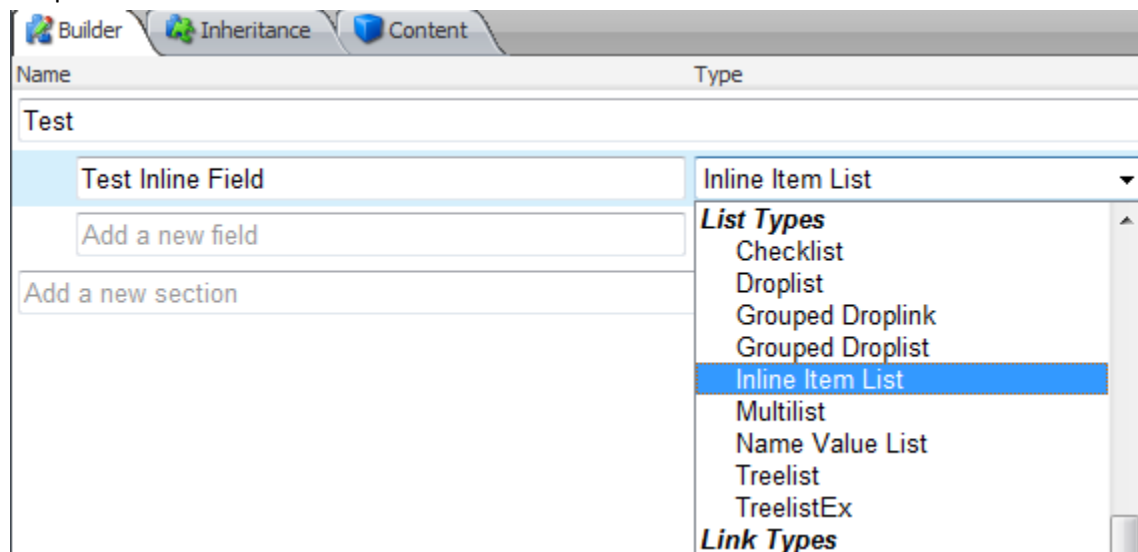 Builder Inheritance Content
Name Type
Test
Test Inline Field Inline Item List
Add a new field
Add a new section
List Types
Checklist
Droplist
Grouped Droplink
Grouped Droplist
Inline Item List
Multilist
Name Value List
Treelist
TreelistEx
Link Types